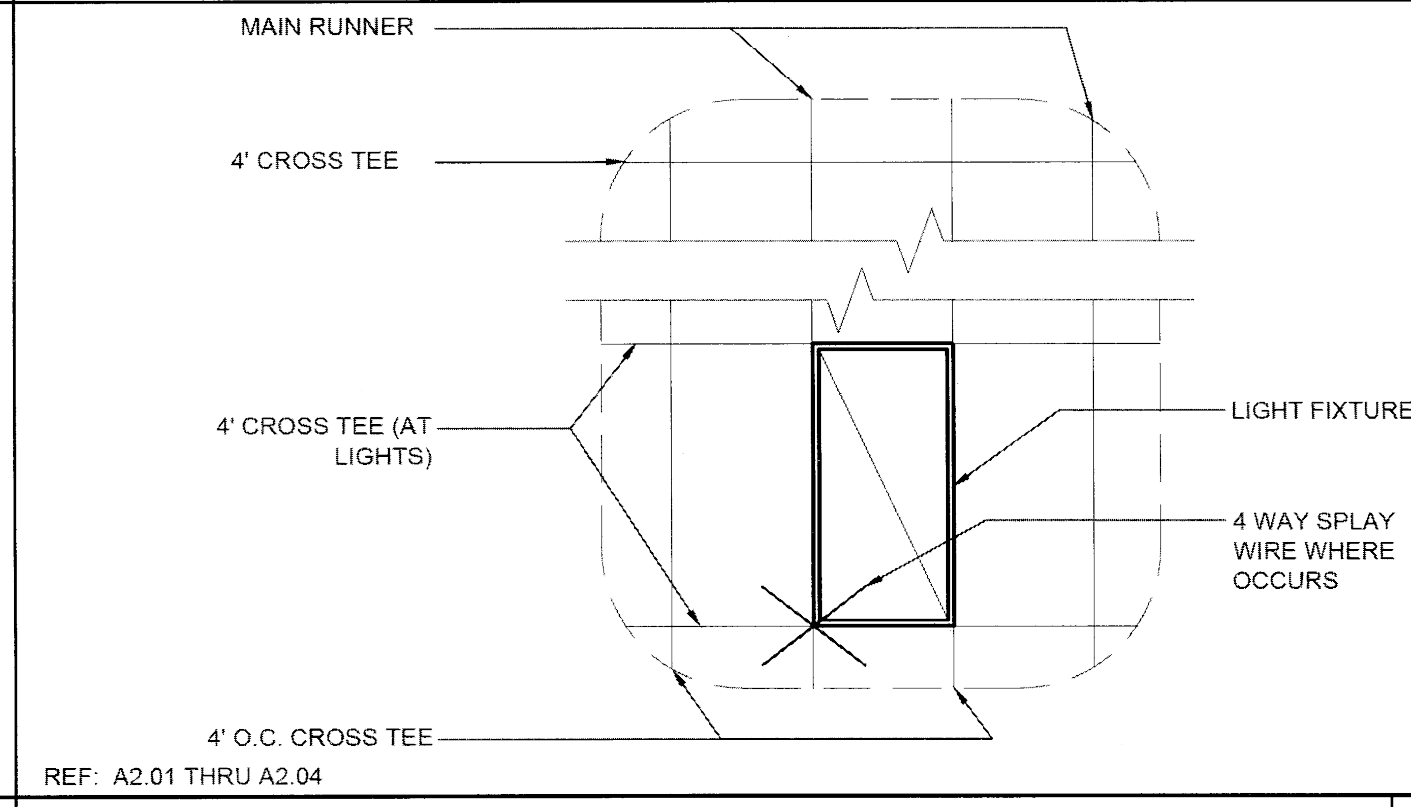 MAIN RUNNER
4' CROSS TEE
4' CROSS TEE (AT
LIGHTS)
LIGHT FIXTURE
4 WAY SPLAY
WIRE WHERE
OCCURS
4' O.C. CROSS TEE
REF: A2.01 THRU A2.04